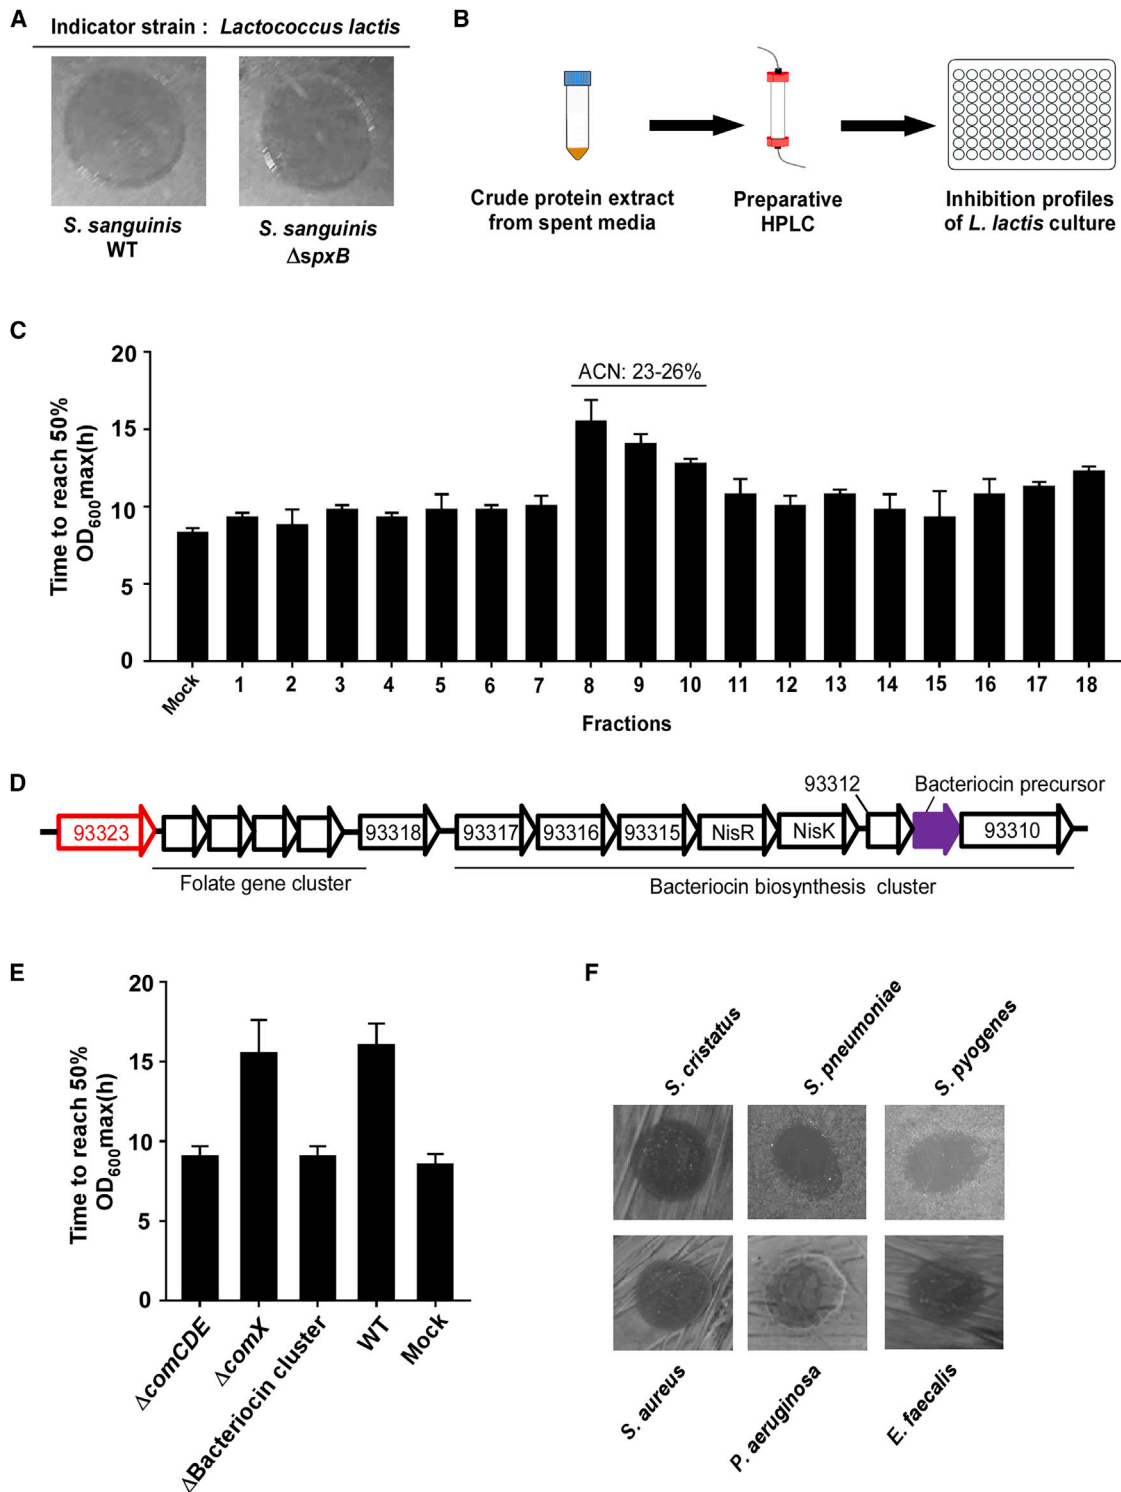 A
Indicator strain : Lactococcus lactis
S. sanguinis
WT
S. sanguinis
ΔspxB
B
Crude protein extract
from spent media
Preparative
HPLC
Inhibition profiles
of L. lactis culture
C
Time to reach 50%
OD600max(h)
20
15
10
5
0
ACN: 23-26%
Mock 1 2 3 4 5 6 7 8 9 10 11 12 13 14 15 16 17 18
Fractions
D
93312
Bacteriocin precursor
93323 93318 93317 93316 93315 NisR NisK 93310
Folate gene cluster
Bacteriocin biosynthesis cluster
E
Time to reach 50%
OD600max(h)
20
15
10
5
0
ΔcomCDE
ΔcomX
ΔBacteriocin cluster
WT
Mock
F
S. cristatus
S. pneumoniae
S. pyogenes
S. aureus
P. aeruginosa
E. faecalis